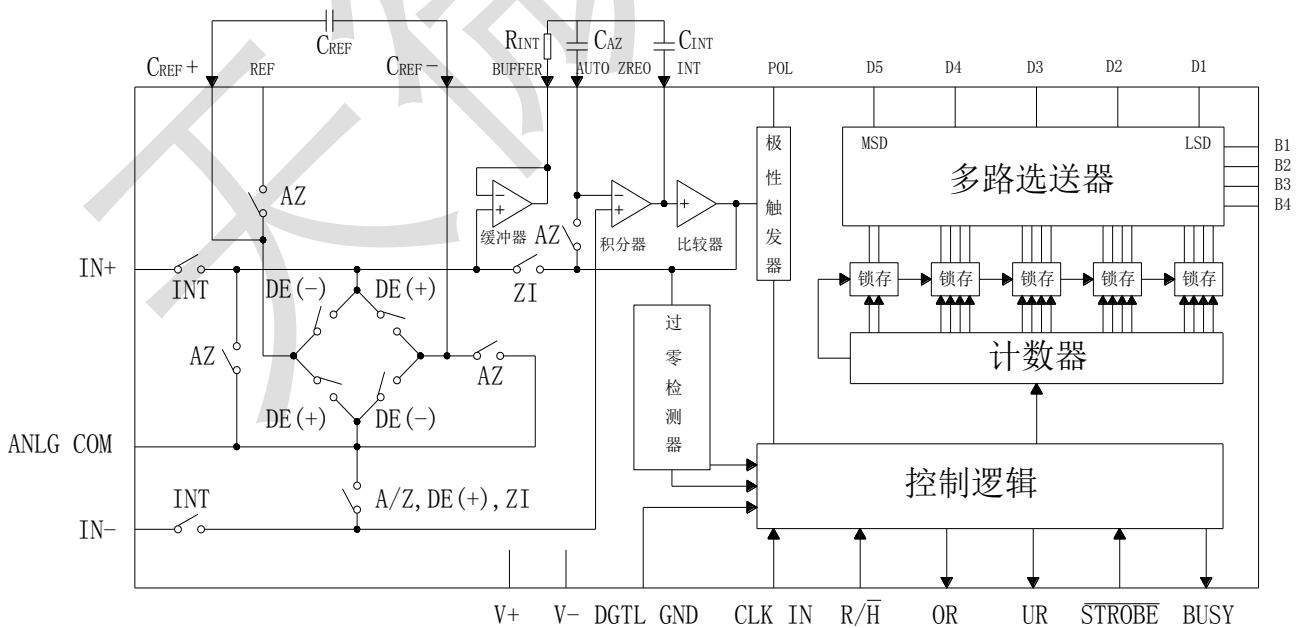 CREF
RINT
CAZ
CINT
CREF+
REF
CREF-
BUFFER
AUTO ZREO
INT
POL
D5
D4
D3
D2
D1
MSD
LSD
多路选送器
B1
B2
B3
B4
极性触发器
AZ
缓冲器
AZ
积分器
比较器
IN+
INT
DE(-)
DE(+)
ZI
锁存
锁存
锁存
锁存
锁存
过零检测器
计数器
AZ
AZ
DE(+)
DE(-)
ANLG COM
控制逻辑
INT
A/Z, DE(+), ZI
IN-
V+
V-
DGTL GND
CLK IN
R/H̅
OR
UR
S̅T̅R̅O̅B̅E̅
BUSY